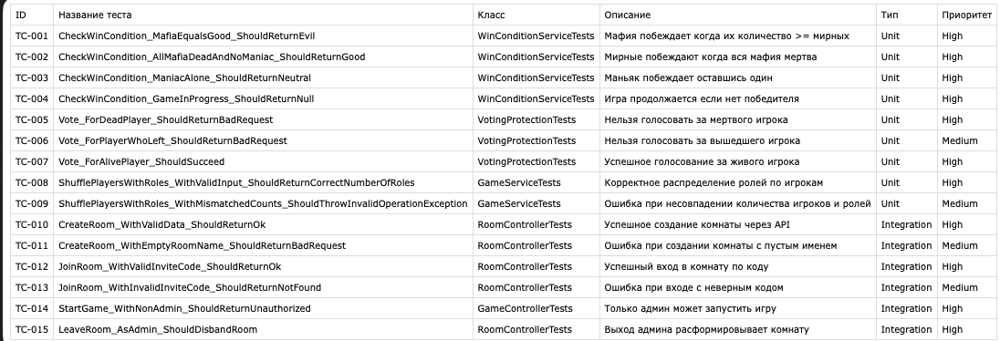 ID Название теста Класс Описание Тип Приоритет
TC-001 CheckWinCondition_MafiaEqualsGood_ShouldReturnEvil WinConditionServiceTests Мафия побеждает когда их количество >= мирных Unit High
TC-002 CheckWinCondition_AllMafiaDeadAndNoManiac_ShouldReturnGood WinConditionServiceTests Мирные побеждают когда вся мафия мертва Unit High
TC-003 CheckWinCondition_ManiacAlone_ShouldReturnNeutral WinConditionServiceTests Маньяк побеждает оставшись один Unit High
TC-004 CheckWinCondition_GameInProgress_ShouldReturnNull WinConditionServiceTests Игра продолжается если нет победителя Unit High
TC-005 Vote_ForDeadPlayer_ShouldReturnBadRequest VotingProtectionTests Нельзя голосовать за мертвого игрока Unit High
TC-006 Vote_ForPlayerWhoLeft_ShouldReturnBadRequest VotingProtectionTests Нельзя голосовать за вышедшего игрока Unit Medium
TC-007 Vote_ForAlivePlayer_ShouldSucceed VotingProtectionTests Успешное голосование за живого игрока Unit High
TC-008 ShufflePlayersWithRoles_WithValidInput_ShouldReturnCorrectNumberOfRoles GameServiceTests Корректное распределение ролей по игрокам Unit High
TC-009 ShufflePlayersWithRoles_WithMismatchedCounts_ShouldThrowInvalidOperationException GameServiceTests Ошибка при несовпадении количества игроков и ролей Unit Medium
TC-010 CreateRoom_WithValidData_ShouldReturnOk RoomControllerTests Успешное создание комнаты через API Integration High
TC-011 CreateRoom_WithEmptyRoomName_ShouldReturnBadRequest RoomControllerTests Ошибка при создании комнаты с пустым именем Integration Medium
TC-012 JoinRoom_WithValidInviteCode_ShouldReturnOk RoomControllerTests Успешный вход в комнату по коду Integration High
TC-013 JoinRoom_WithInvalidInviteCode_ShouldReturnNotFound RoomControllerTests Ошибка при входе с неверным кодом Integration Medium
TC-014 StartGame_WithNonAdmin_ShouldReturnUnauthorized GameControllerTests Только админ может запустить игру Integration High
TC-015 LeaveRoom_AsAdmin_ShouldDisbandRoom RoomControllerTests Выход админа расформировывает комнату Integration High